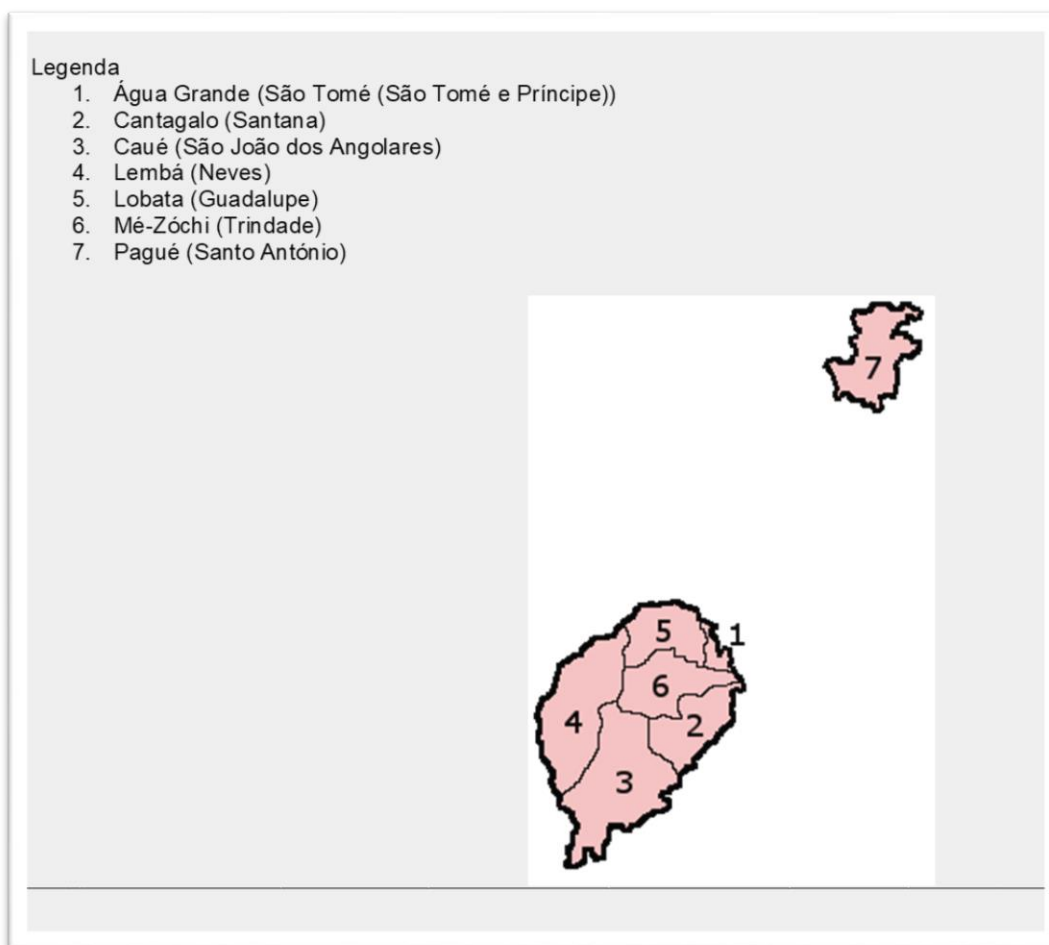 Legenda
1. Água Grande (São Tomé (São Tomé e Príncipe))
2. Cantagalo (Santana)
3. Caué (São João dos Angolares)
4. Lembá (Neves)
5. Lobata (Guadalupe)
6. Mé-Zóchi (Trindade)
7. Pagué (Santo António)
7
5
1
6
4
2
3